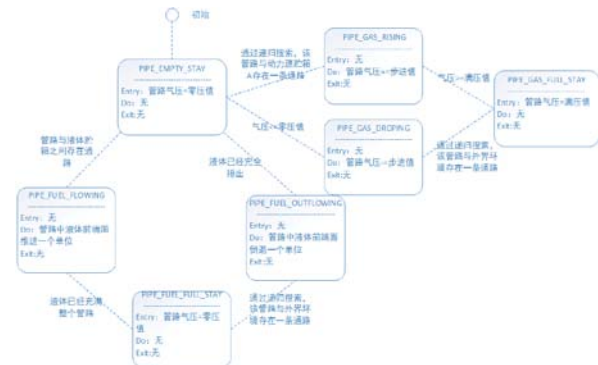 初始
PIPE_EMPTY_STAY
Entry: 管路气压=零压值
Do: 无
Exit:无
通过递归搜索，该
管路与动力源贮箱
A存在一条通路
PIPE_GAS_RISING
Entry: 无
Do: 管路气压+=步进值
Exit: 无
气压>=满压值
PIPE_GAS_FULL_STAY
Entry: 管路气压=满压值
Do: 无
Exit:无
气压<=零压值
PIPE_GAS_DROPING
Entry: 无
Do: 管路气压-=步进值
Exit: 无
通过递归搜索，
该管路与外界环
境存在一条通路
管路与液体贮
箱之间存在通
路
液体已经完全
排出
PIPE_FUEL_FLOWING
Entry: 无
Do: 管路中液体前端面
推进一个单位
Exit:无
PIPE_FUEL_OUTFLOWING
Entry: 无
Do: 管路中液体前端面
倒退一个单位
Exit:无
液体已经充满
整个管路
PIPE_FUEL_FULL_STAY
Entry: 管路气压=零压
值
Do: 无
Exit:无
通过递归搜索，
该管路与外界环
境存在一条通路